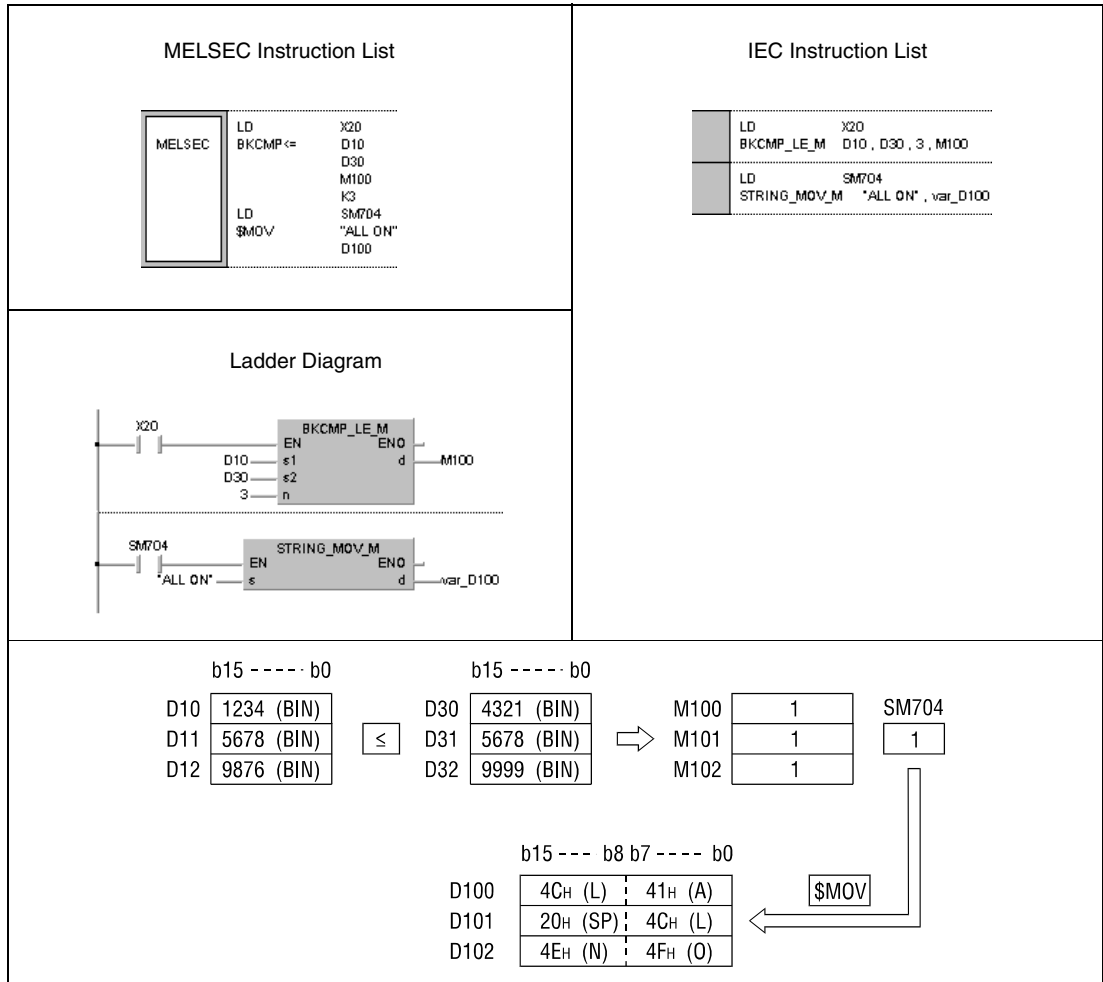 MELSEC Instruction List
MELSEC
LD X20
BKCMP<= D10
D30
M100
K3
LD SM704
$MOV "ALL ON"
D100
IEC Instruction List
LD X20
BKCMP_LE_M D10 , D30 , 3 , M100
LD SM704
STRING_MOV_M "ALL ON" , var_D100
Ladder Diagram
X20
BKCMP_LE_M
EN ENO
D10 s1 d M100
D30 s2
3 n
SM704
STRING_MOV_M
EN ENO
"ALL ON" s d var_D100
b15 ----- b0 b15 ----- b0
D10 1234 (BIN) D30 4321 (BIN) M100 1 SM704
D11 5678 (BIN) ≤ D31 5678 (BIN) M101 1 1
D12 9876 (BIN) D32 9999 (BIN) M102 1
b15 --- b8 b7 ---- b0
D100 4CH (L) 41H (A) $MOV
D101 20H (SP) 4CH (L)
D102 4EH (N) 4FH (O)